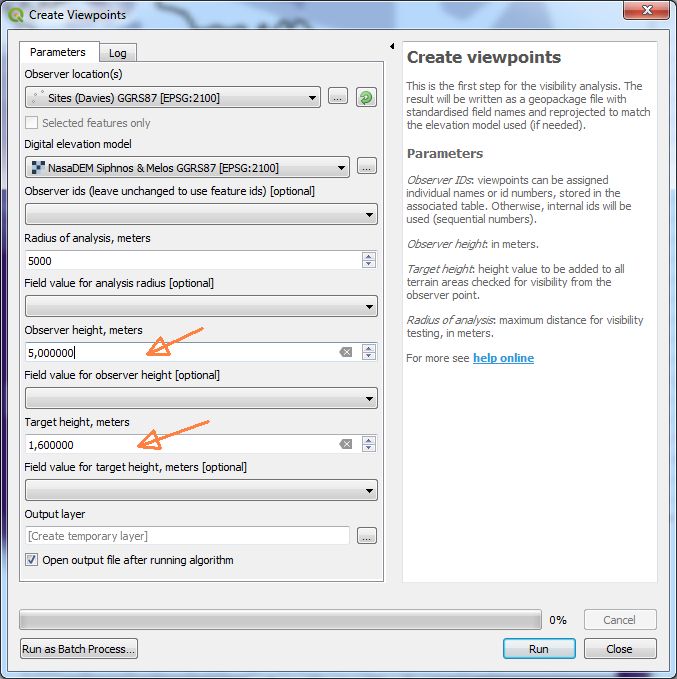 Create Viewpoints
Parameters
Log
Observer location(s)
Sites (Davies) GGRS87 [EPSG:2100]
...
Selected features only
Digital elevation model
NasaDEM Siphnos & Melos GGRS87 [EPSG:2100]
...
Observer ids (leave unchanged to use feature ids) [optional]
Radius of analysis, meters
5000
Field value for analysis radius [optional]
Observer height, meters
5,000000
Field value for observer height [optional]
Target height, meters
1,600000
Field value for target height, meters [optional]
Output layer
[Create temporary layer]
...
Open output file after running algorithm
Create viewpoints
This is the first step for the visibility analysis. The
result will be written as a geopackage file with
standardised field names and reprojected to match
the elevation model used (if needed).
Parameters
Observer IDs: viewpoints can be assigned
individual names or id numbers, stored in the
associated table. Otherwise, internal ids will be
used (sequential numbers).
Observer height: in meters.
Target height: height value to be added to all
terrain areas checked for visibility from the
observer point.
Radius of analysis: maximum distance for visibility
testing, in meters.
For more see help online
0%
Cancel
Run as Batch Process...
Run
Close